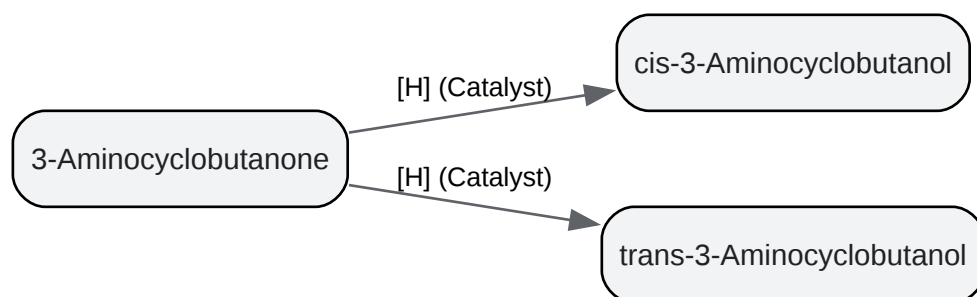 cis-3-Aminocyclobutanol
[H] (Catalyst)
3-Aminocyclobutanone
[H] (Catalyst)
trans-3-Aminocyclobutanol